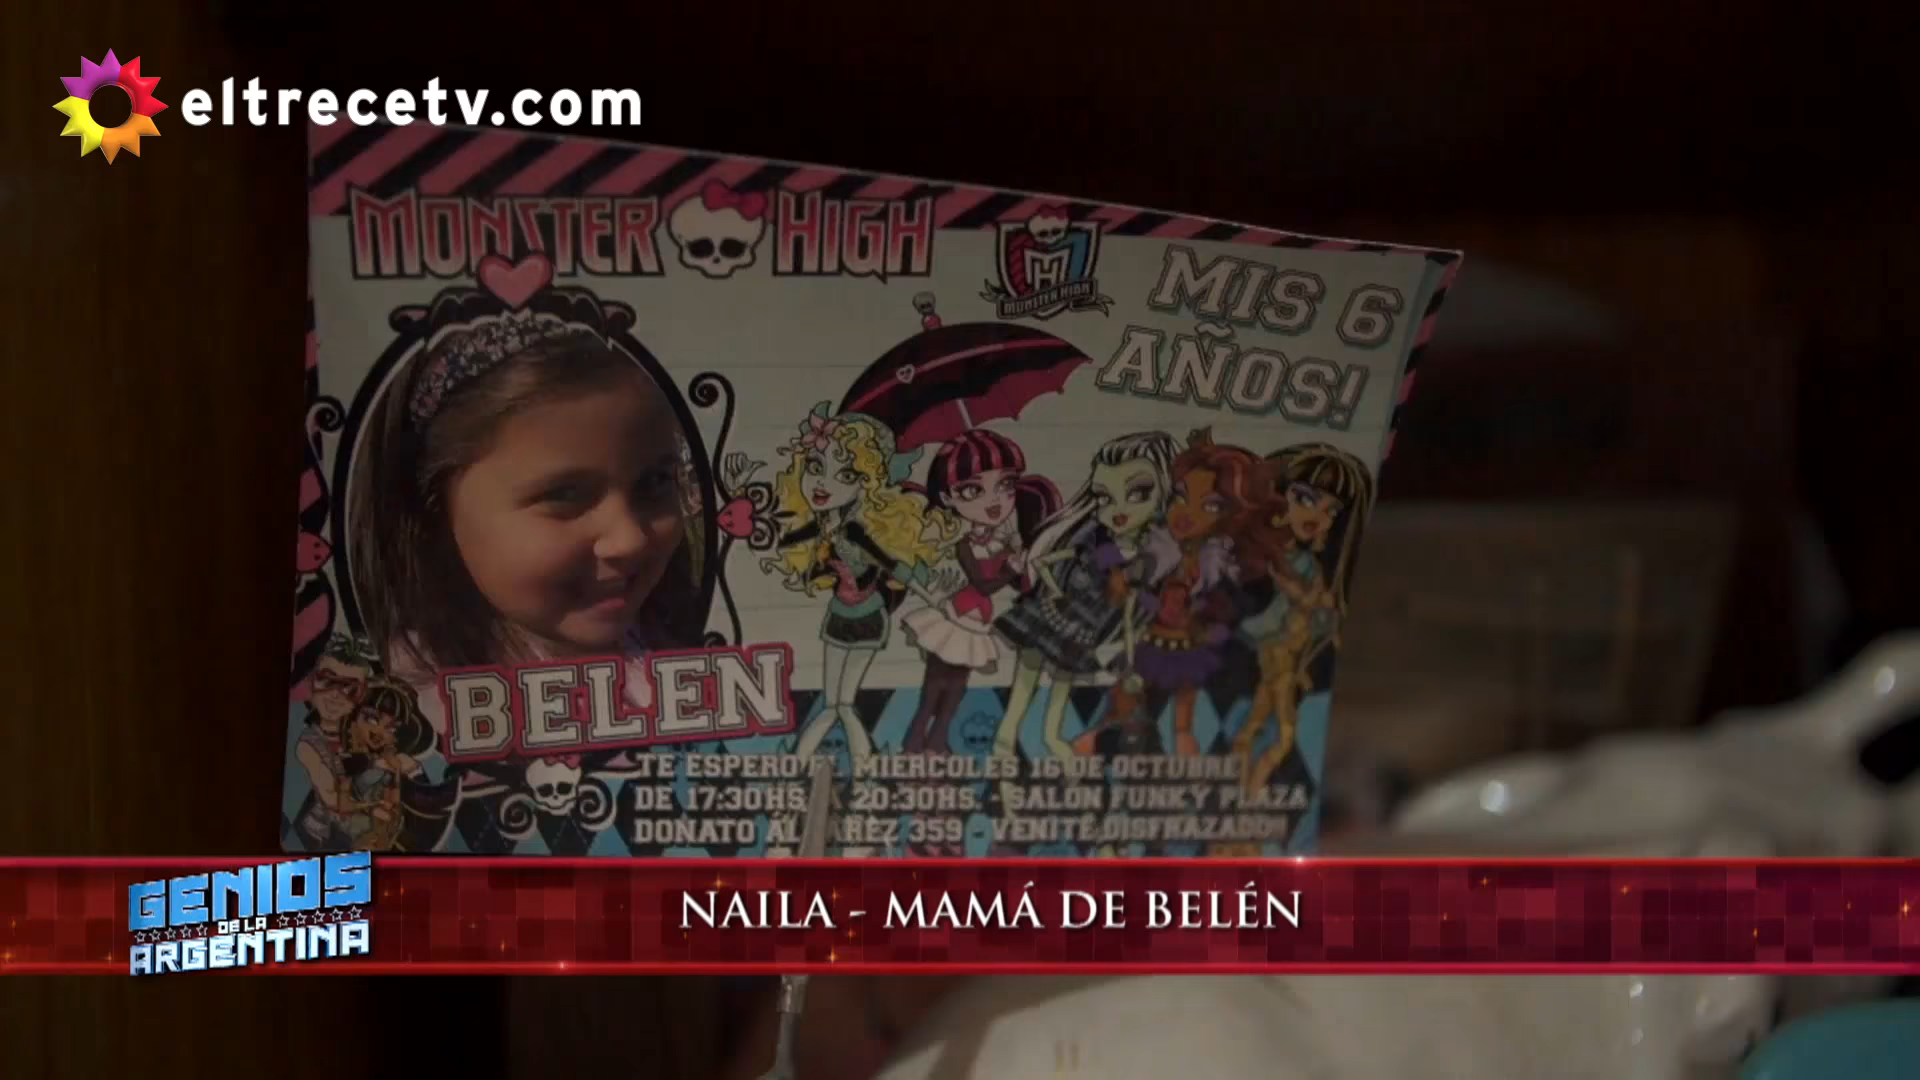 eltrecetv.com
MONSTER HIGH
MONSTER HIGH
MIS 6
AÑOS!
BELEN
TE ESPERO EL MIERCOLES 16 DE OCTUBRE
DE 17:30HS. A 20:30HS. - SALON FUNKY PLAZA
DONATO ALVAREZ 359 - VENITE DISFRAZADO!!
GENIOS
DE LA
ARGENTINA
NAILA - MAMÁ DE BELÉN